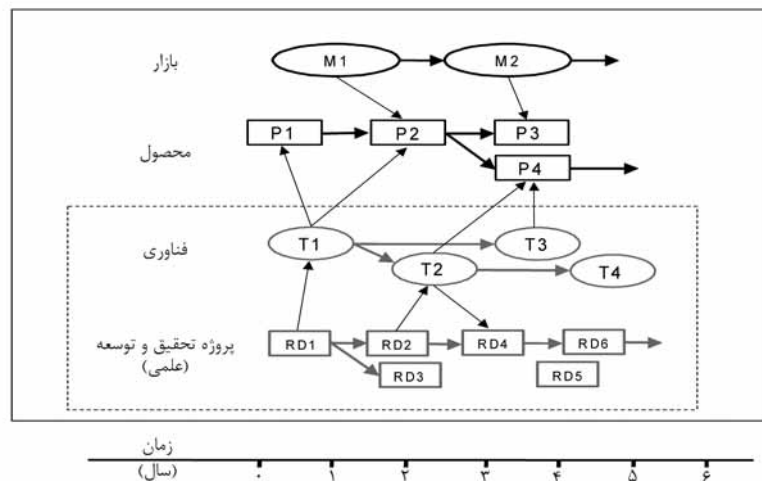 بازار
M1
M2
محصول
P1
P2
P3
P4
فناوری
T1
T3
T2
T4
پروژه تحقیق و توسعه
(علمی)
RD1
RD2
RD4
RD6
RD3
RD5
زمان
(سال)
۰
۱
۲
۳
۴
۵
۶